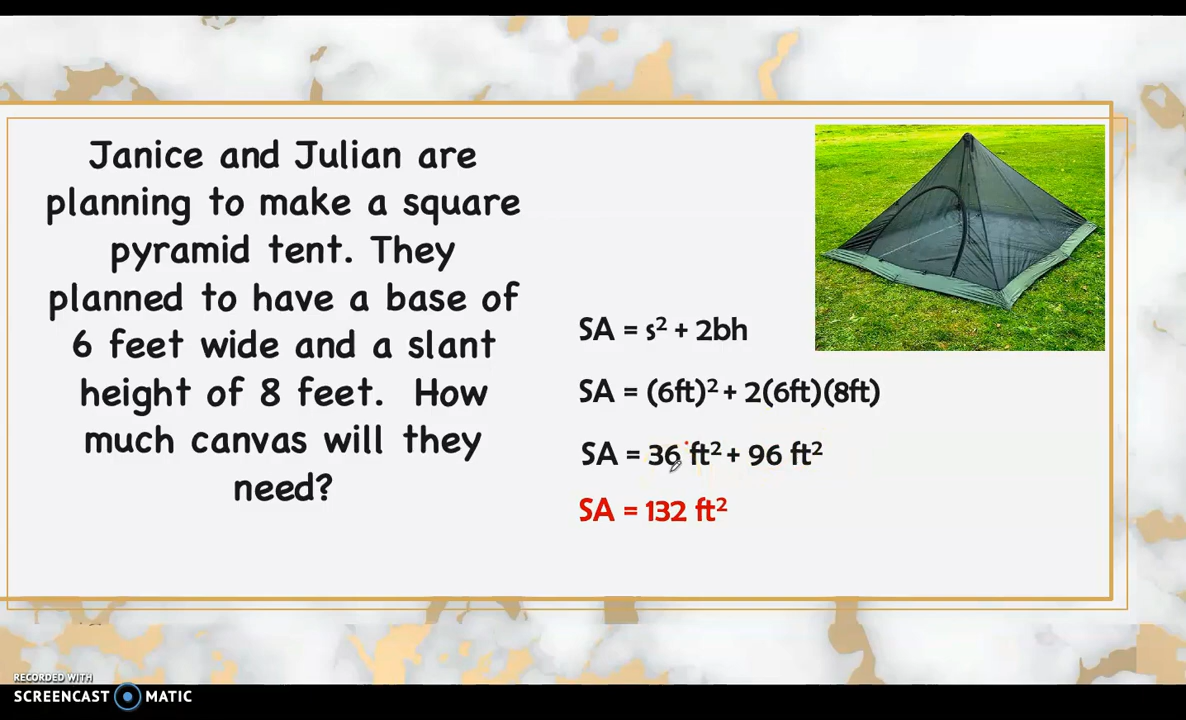 Janice and Julian are
planning to make a square
pyramid tent. They
planned to have a base of
6 feet wide and a slant
height of 8 feet. How
much canvas will they
need?
SA = s² + 2bh
SA = (6ft)² + 2(6ft)(8ft)
SA = 36 ft² + 96 ft²
SA = 132 ft²
RECORDED WITH
SCREENCAST MATIC